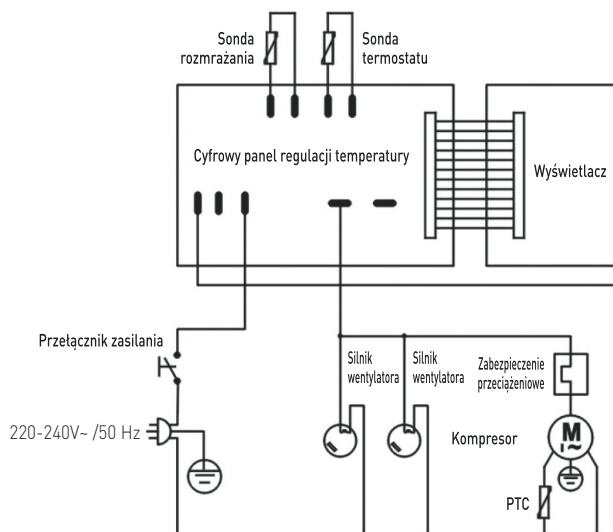 Sonda
rozmrażania
Sonda
termostatu
Cyfrowy panel regulacji temperatury
Wyświetlacz
Przełącznik zasilania
Silnik
wentylatora
Silnik
wentylatora
Zabezpieczenie
przeciążeniowe
220-240V~ /50 Hz
Kompresor
M
1~
PTC